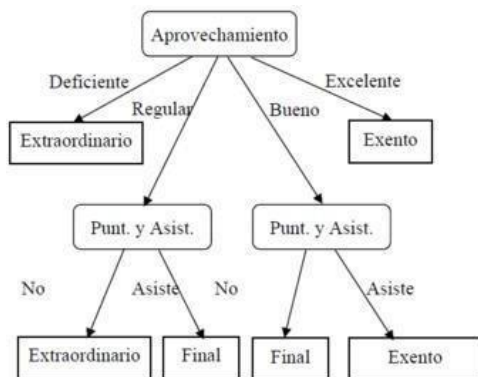 Aprovechamiento
Deficiente
Excelente
Regular
Bueno
Extraordinario
Exento
Punt. y Asist.
Punt. y Asist.
No
Asiste
No
Asiste
Extraordinario
Final
Final
Exento